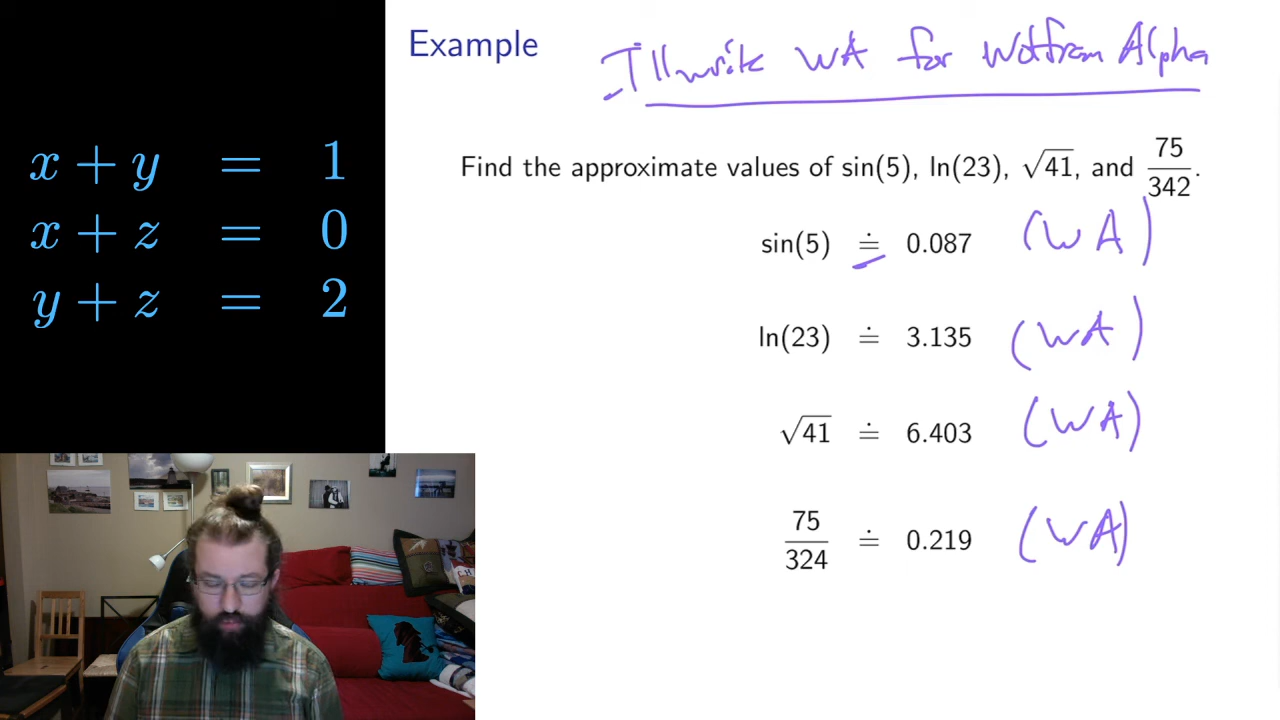 x + y = 1
x + z = 0
y + z = 2
Example
I'll write WA for Wolfram Alpha
Find the approximate values of sin(5), ln(23), √41, and 75/342.
sin(5) ≐ 0.087 (WA)
ln(23) ≐ 3.135 (WA)
√41 ≐ 6.403 (WA)
75/324 ≐ 0.219 (WA)